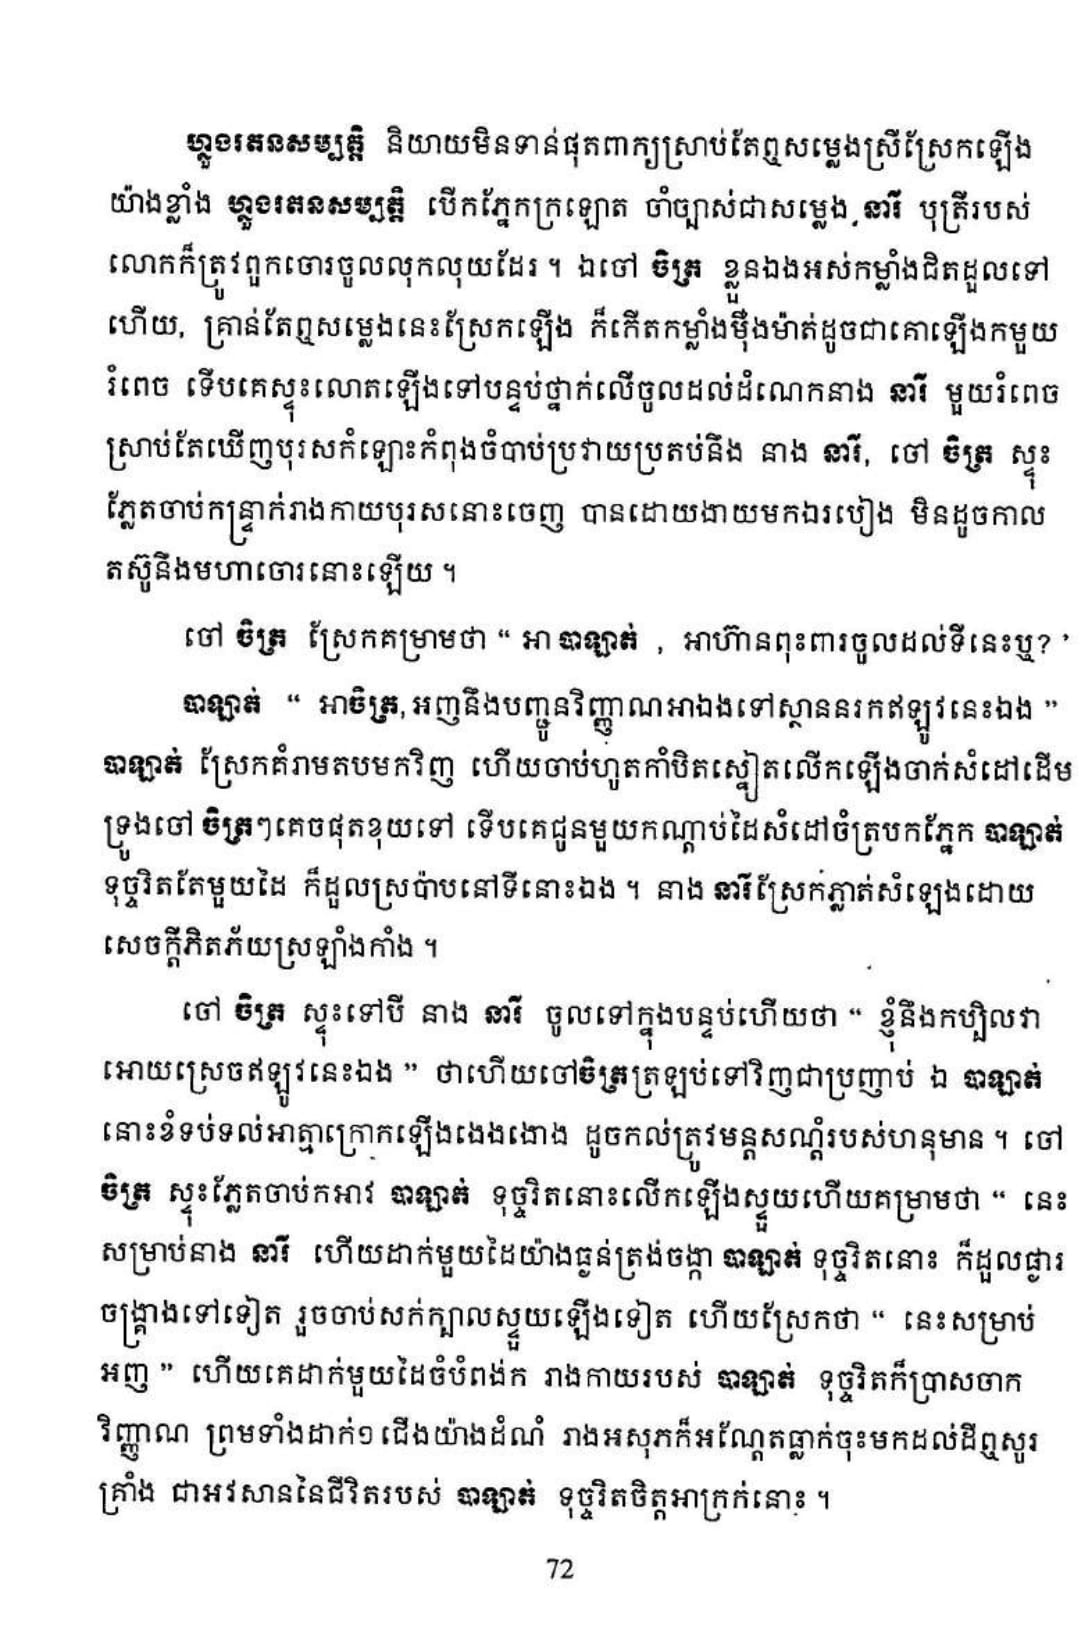 ហ្លួងរតនសម្បត្តិ និយាយមិនទាន់ផុតពាក្យស្រាប់តែឮសម្លេងស្រីស្រែកឡើង
យ៉ាងខ្លាំង ហ្លួងរតនសម្បត្តិ បើកភ្នែកក្រឡោត ចាំច្បាស់ជាសម្លេង នារី បុត្រីរបស់
លោកក៏ត្រូវពួកចោរចូលលុកលុយដែរ ។ ឯចៅ ចិត្រ ខ្លួនឯងអស់កម្លាំងជិតដួលទៅ
ហើយ, គ្រាន់តែឮសម្លេងនេះស្រែកឡើង ក៏កើតកម្លាំងម៉ឺងម៉ាត់ដូចជាគោឡើងកមួយ
រំពេច ទើបគេស្ទុះលោតឡើងទៅបន្ទប់ថ្នាក់លើចូលដល់ដំណេកនាង នារី មួយរំពេច
ស្រាប់តែឃើញបុរសកំឡោះកំពុងចំបាប់ប្រវាយប្រតប់នឹង នាង នារី, ចៅ ចិត្រ ស្ទុះ
ភ្លែតចាប់កន្ត្រាក់រាងកាយបុរសនោះចេញ បានដោយងាយមកឯរបៀង មិនដូចកាល
តស៊ូនឹងមហាចោរនោះឡើយ ។
ចៅ ចិត្រ ស្រែកគម្រាមថា “ អា បាឡាត់ , អាហ៊ានពុះពារចូលដល់ទីនេះឬ? ’
បាឡាត់ “ អាចិត្រ, អញនឹងបញ្ជូនវិញ្ញាណអាឯងទៅស្ថាននរកឥឡូវនេះឯង ”
បាឡាត់ ស្រែកគំរាមតបមកវិញ ហើយចាប់ហូតកាំបិតស្នៀតលើកឡើងចាក់សំដៅដើម
ទ្រូងចៅ ចិត្រៗគេចផុតខុយទៅ ទើបគេជូនមួយកណ្តាប់ដៃសំដៅចំត្របកភ្នែក បាឡាត់
ទុច្ចរិតតែមួយដៃ ក៏ដួលស្រប៉ាបនៅទីនោះឯង ។ នាង នារីស្រែកភ្លាត់សំឡេងដោយ
សេចក្តីភិតភ័យស្រឡាំងកាំង ។
ចៅ ចិត្រ ស្ទុះទៅបី នាង នារី ចូលទៅក្នុងបន្ទប់ហើយថា “ ខ្ញុំនឹងកប្បិលវា
អោយស្រេចឥឡូវនេះឯង ” ថាហើយចៅចិត្រត្រឡប់ទៅវិញជាប្រញាប់ ឯ បាឡាត់
នោះខំទប់ទល់អាត្មាក្រោកឡើងងេងងោង ដូចកល់ត្រូវមន្តសណ្តំរបស់ហនុមាន ។ ចៅ
ចិត្រ ស្ទុះភ្លែតចាប់កអាវ បាឡាត់ ទុច្ចរិតនោះលើកឡើងស្ទួយហើយគម្រាមថា “ នេះ
សម្រាប់នាង នារី ហើយដាក់មួយដៃយ៉ាងធ្ងន់ត្រង់ចង្កា បាឡាត់ ទុច្ចរិតនោះ ក៏ដួលផ្ងារ
ចង្រ្គាងទៅទៀត រួចចាប់សក់ក្បាលស្ទួយឡើងទៀត ហើយស្រែកថា “ នេះសម្រាប់
អញ ” ហើយគេដាក់មួយដៃចំបំពង់ក រាងកាយរបស់ បាឡាត់ ទុច្ចរិតក៏ប្រាសចាក
វិញ្ញាណ ព្រមទាំងដាក់១ ជើងយ៉ាងដំណំ រាងអសុភក៏អណ្តែតធ្លាក់ចុះមកដល់ដីឮសូរ
គ្រាំង ជាអវសាននៃជីវិតរបស់ បាឡាត់ ទុច្ចរិតចិត្តអាក្រក់នោះ ។
72